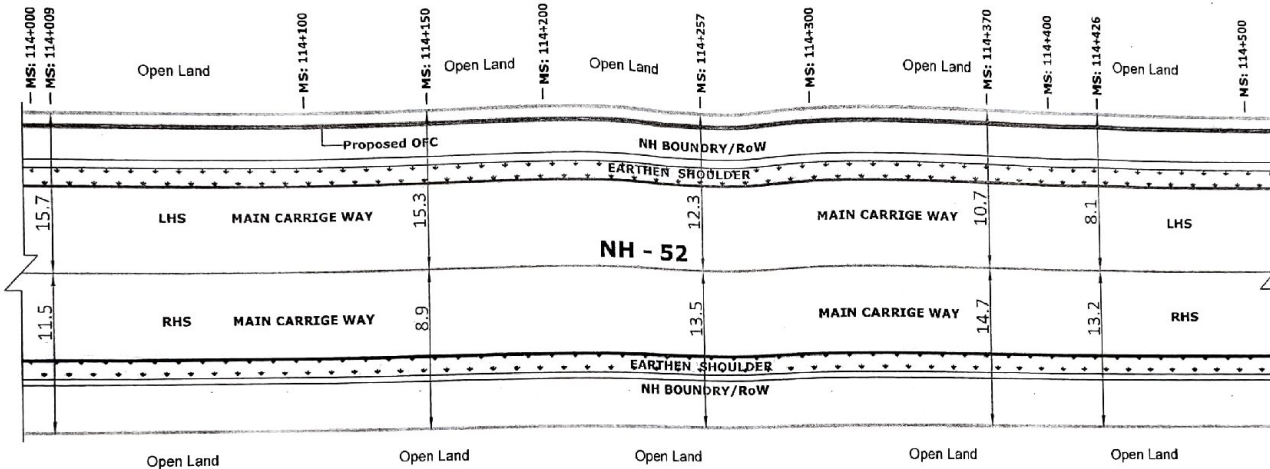 MS: 114+000
MS: 114+009
MS: 114+100
MS: 114+150
MS: 114+200
MS: 114+257
MS: 114+300
MS: 114+370
MS: 114+400
MS: 114+426
MS: 114+500
Open Land
Open Land
Open Land
Open Land
Open Land
Proposed OFC
NH BOUNDRY/RoW
EARTHEN SHOULDER
15.7
LHS
MAIN CARRIGE WAY
15.3
12.3
MAIN CARRIGE WAY
10.7
8.1
LHS
NH - 52
11.5
RHS
MAIN CARRIGE WAY
8.9
13.5
MAIN CARRIGE WAY
14.7
13.2
RHS
EARTHEN SHOULDER
NH BOUNDRY/RoW
Open Land
Open Land
Open Land
Open Land
Open Land